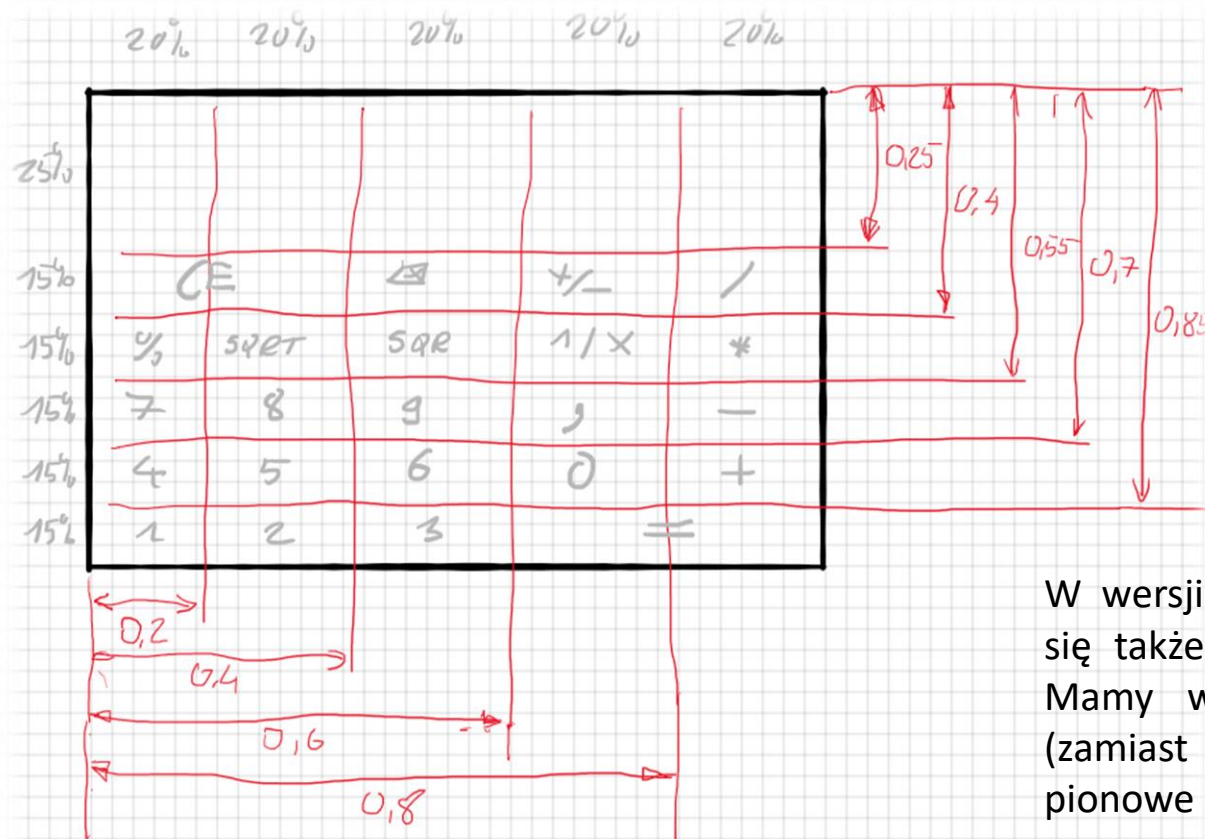 20% 20% 20% 20% 20%
25%
0,25
0,4
0,55
0,7
0,85
15% CE ⌫ +/- /
15% % SQRT SQR 1/X *
15% 7 8 9 , —
15% 4 5 6 0 +
15% 1 2 3 =
0,2
0,4
0,6
0,8
W wersji
się także
Mamy w
(zamiast
pionowe